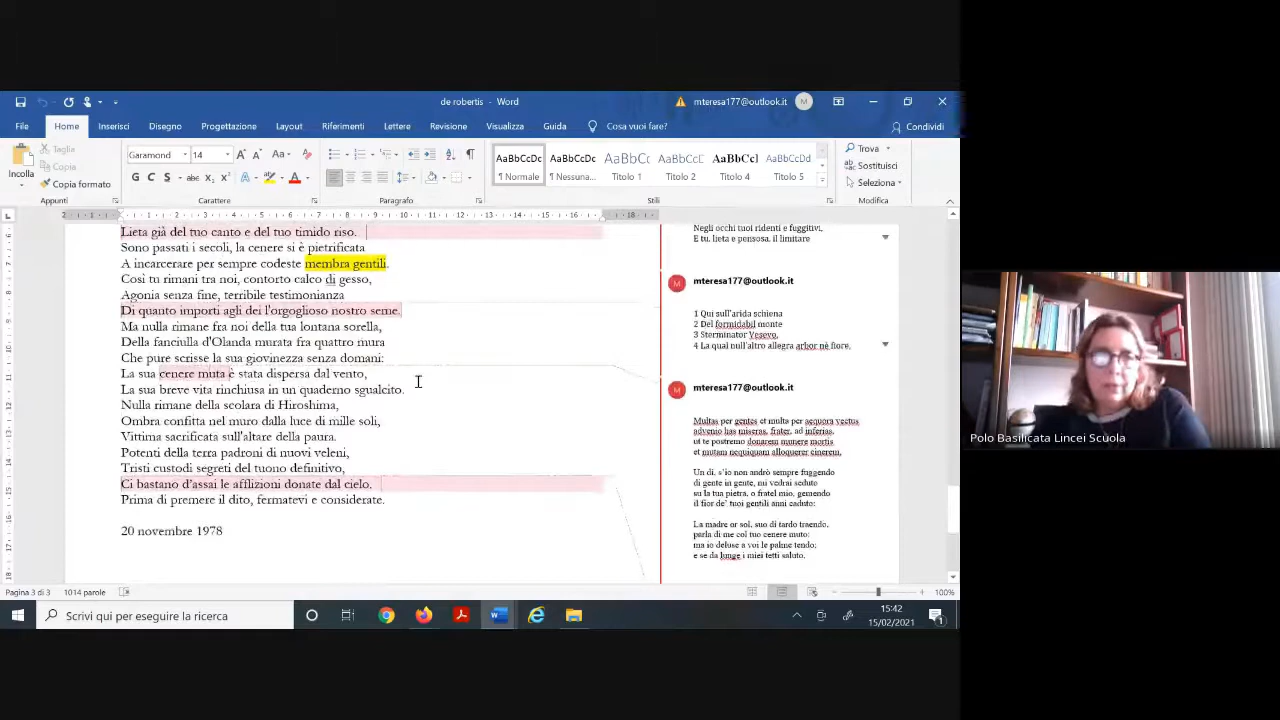 de robertis - Word
mteresa177@outlook.it
M
File
Home
Inserisci
Disegno
Progettazione
Layout
Riferimenti
Lettere
Revisione
Visualizza
Guida
Cosa vuoi fare?
Condividi
Incolla
Taglia
Copia
Copia formato
Appunti
Garamond
14
Carattere
Paragrafo
AaBbCcDc
AaBbCcDc
AaBbC
AaBbCc
AaBbCc
AaBbCcDc
¶ Normale
¶ Nessuna...
Titolo 1
Titolo 2
Titolo 4
Titolo 5
Stili
Trova
Sostituisci
Seleziona
Lieta già del tuo canto e del tuo timido riso.
Sono passati i secoli, la cenere si è pietrificata
A incarcerare per sempre codeste membra gentili.
Così tu rimani tra noi, contorto calco di gesso,
Agonia senza fine, terribile testimonianza
Di quanto importi agli dei l'orgoglioso nostro seme.
Ma nulla rimane fra noi della tua lontana sorella,
Della fanciulla d'Olanda murata fra quattro mura
Che pure scrisse la sua giovinezza senza domani:
La sua cenere muta è stata dispersa dal vento,
La sua breve vita rinchiusa in un quaderno sgualcito.
Nulla rimane della scolara di Hiroshima,
Ombra confitta nel muro dalla luce di mille soli,
Vittima sacrificata sull'altare della paura.
Potenti della terra padroni di nuovi veleni,
Tristi custodi segreti del tuono definitivo,
Ci bastano d'assai le afflizioni donate dal cielo.
Prima di premere il dito, fermatevi e considerate.
20 novembre 1978
Negli occhi tuoi ridenti e fuggitivi,
E tu, lieta e pensosa, il limitare
mteresa177@outlook.it
1 Qui sull'arida schiena
2 Del formidabil monte
3 Sterminator Vesevo,
4 La qual null'altro allegra arbor nè fiore,
mteresa177@outlook.it
Multas per gentes et multa per aequora vectus
advenio has miseras, frater, ad inferias,
ut te postremo donarem munere mortis
et mutam nequiquam alloquerer cinerem,
Un dì, s'io non andrò sempre fuggendo
di gente in gente, mi vedrai seduto
su la tua pietra, o fratel mio, gemendo
il fior de' tuoi gentili anni caduto:
La madre or sol, suo dì tardo traendo,
parla di me col tuo cenere muto:
ma io deluse a voi le palme tendo;
e se da lunge i miei tetti saluto.
Pagina 3 di 3
1014 parole
100%
Scrivi qui per eseguire la ricerca
15:42
15/02/2021
Polo Basilicata Lincei Scuola